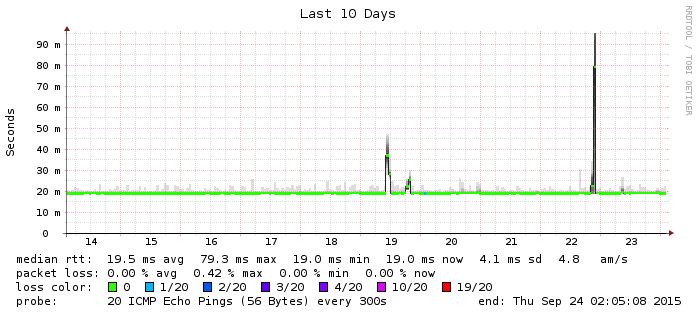 Last 10 Days
RRDTOOL / TOBI OETIKER
Seconds
90 m
80 m
70 m
60 m
50 m
40 m
30 m
20 m
10 m
0
14 15 16 17 18 19 20 21 22 23
median rtt: 19.5 ms avg 79.3 ms max 19.0 ms min 19.0 ms now 4.1 ms sd 4.8 am/s
packet loss: 0.00 % avg 0.42 % max 0.00 % min 0.00 % now
loss color: 0 1/20 2/20 3/20 4/20 10/20 19/20
probe: 20 ICMP Echo Pings (56 Bytes) every 300s end: Thu Sep 24 02:05:08 2015